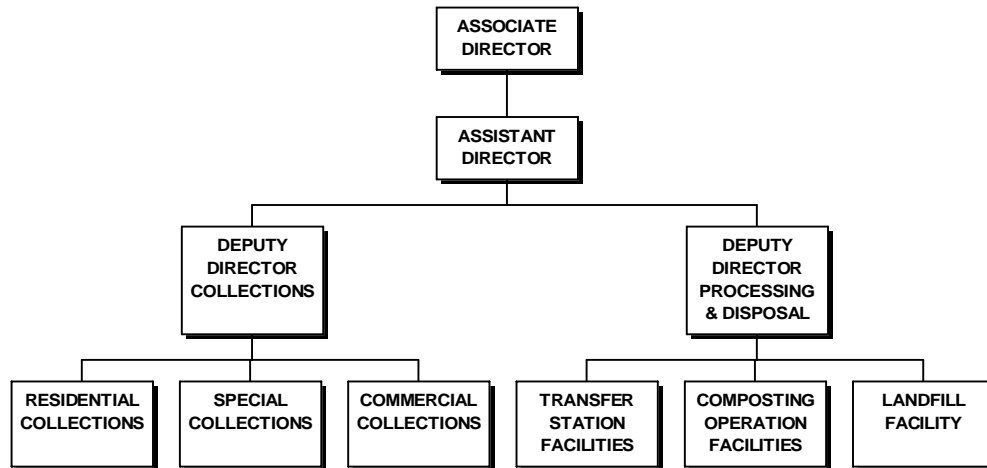 ASSOCIATE
DIRECTOR
ASSISTANT
DIRECTOR
DEPUTY
DIRECTOR
COLLECTIONS
DEPUTY
DIRECTOR
PROCESSING
& DISPOSAL
RESIDENTIAL
COLLECTIONS
SPECIAL
COLLECTIONS
COMMERCIAL
COLLECTIONS
TRANSFER
STATION
FACILITIES
COMPOSTING
OPERATION
FACILITIES
LANDFILL
FACILITY